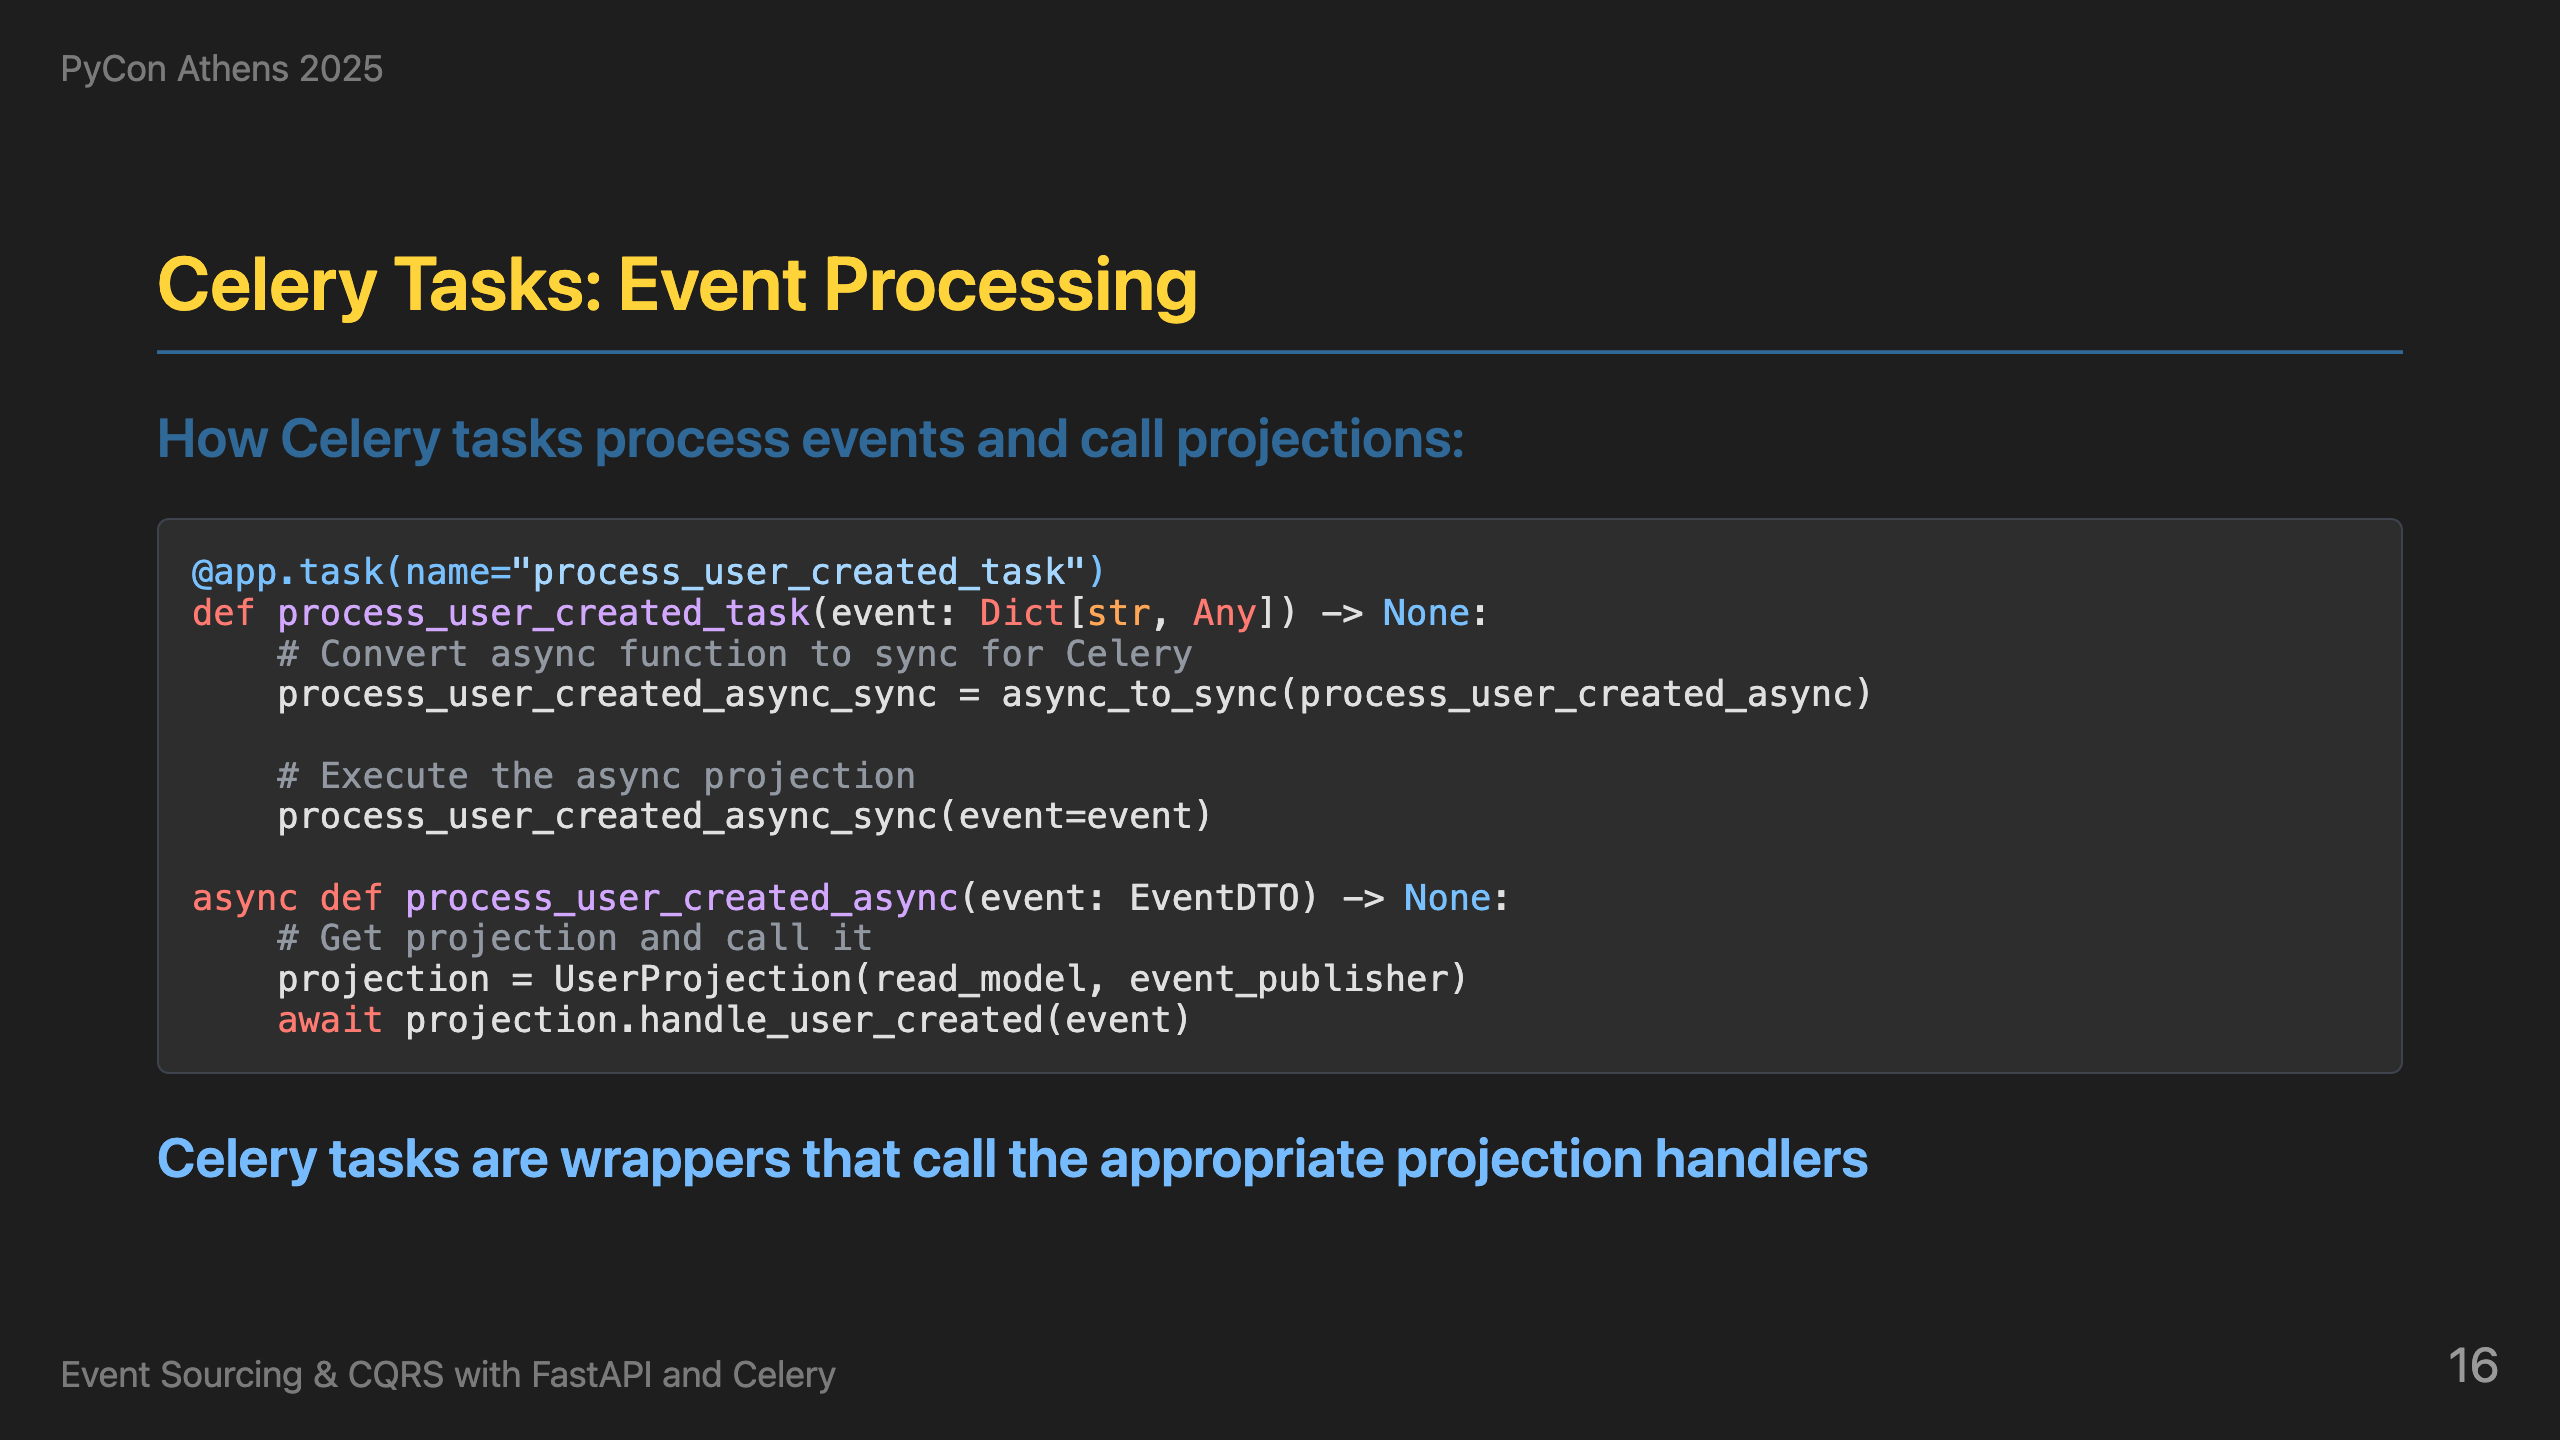 PyCon Athens 2025
Celery Tasks: Event Processing
How Celery tasks process events and call projections:
@app.task(name="process_user_created_task")
def process_user_created_task(event: Dict[str, Any]) -> None:
    # Convert async function to sync for Celery
    process_user_created_async_sync = async_to_sync(process_user_created_async)
    # Execute the async projection
    process_user_created_async_sync(event=event)
async def process_user_created_async(event: EventDTO) -> None:
    # Get projection and call it
    projection = UserProjection(read_model, event_publisher)
    await projection.handle_user_created(event)
Celery tasks are wrappers that call the appropriate projection handlers
Event Sourcing & CQRS with FastAPI and Celery
16